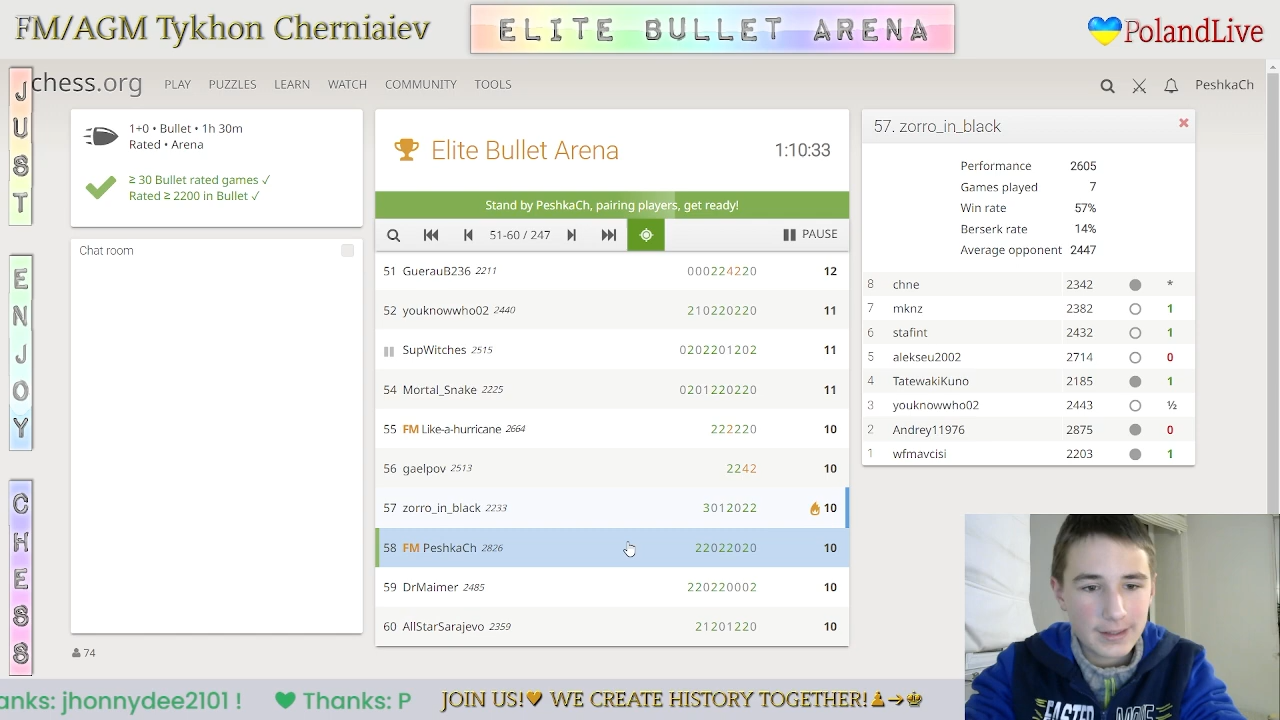 FM/AGM Tykhon Cherniaiev
ELITE BULLET ARENA
PolandLive
JUST
ENJOY
CHESS
chess.org
PLAY PUZZLES LEARN WATCH COMMUNITY TOOLS
PeshkaCh
1+0 • Bullet • 1h 30m
Rated • Arena
≥ 30 Bullet rated games ✓
Rated ≥ 2200 in Bullet ✓
Chat room
74
Elite Bullet Arena 1:10:33
Stand by PeshkaCh, pairing players, get ready!
51-60 / 247 PAUSE
51 GuerauB236 2211 000224220 12
52 youknowwho02 2440 210220220 11
SupWitches 2515 0202201202 11
54 Mortal_Snake 2225 0201220220 11
55 FM Like-a-hurricane 2664 222220 10
56 gaelpov 2513 2242 10
57 zorro_in_black 2233 3012022 10
58 FM PeshkaCh 2826 22022020 10
59 DrMaimer 2485 220220002 10
60 AllStarSarajevo 2359 21201220 10
57. zorro_in_black
Performance 2605
Games played 7
Win rate 57%
Berserk rate 14%
Average opponent 2447
8 chne 2342 *
7 mknz 2382 1
6 stafint 2432 1
5 alekseu2002 2714 0
4 TatewakiKuno 2185 1
3 youknowwho02 2443 ½
2 Andrey11976 2875 0
1 wfmavcisi 2203 1
FASTER
MOVE
anks: jhonnydee2101 ! Thanks: P
JOIN US! WE CREATE HISTORY TOGETHER!